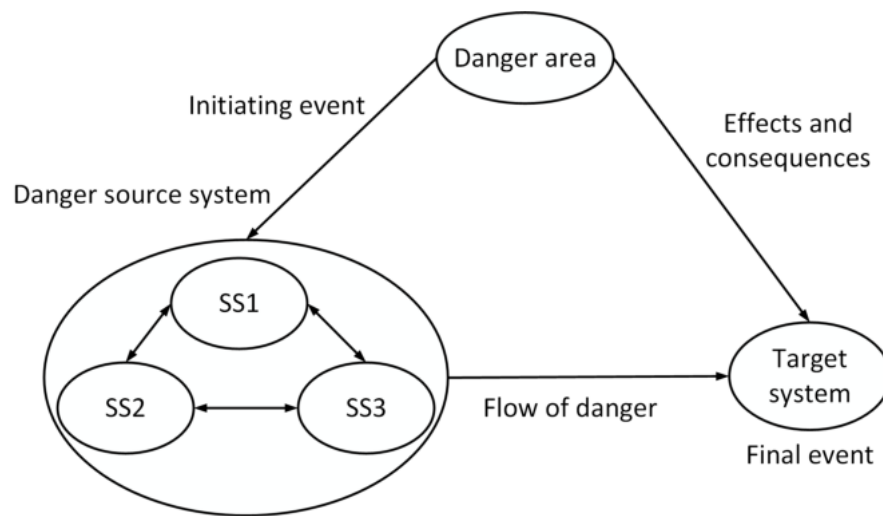 Danger area
Initiating event
Effects and
consequences
Danger source system
SS1
SS2
SS3
Flow of danger
Target
system
Final event